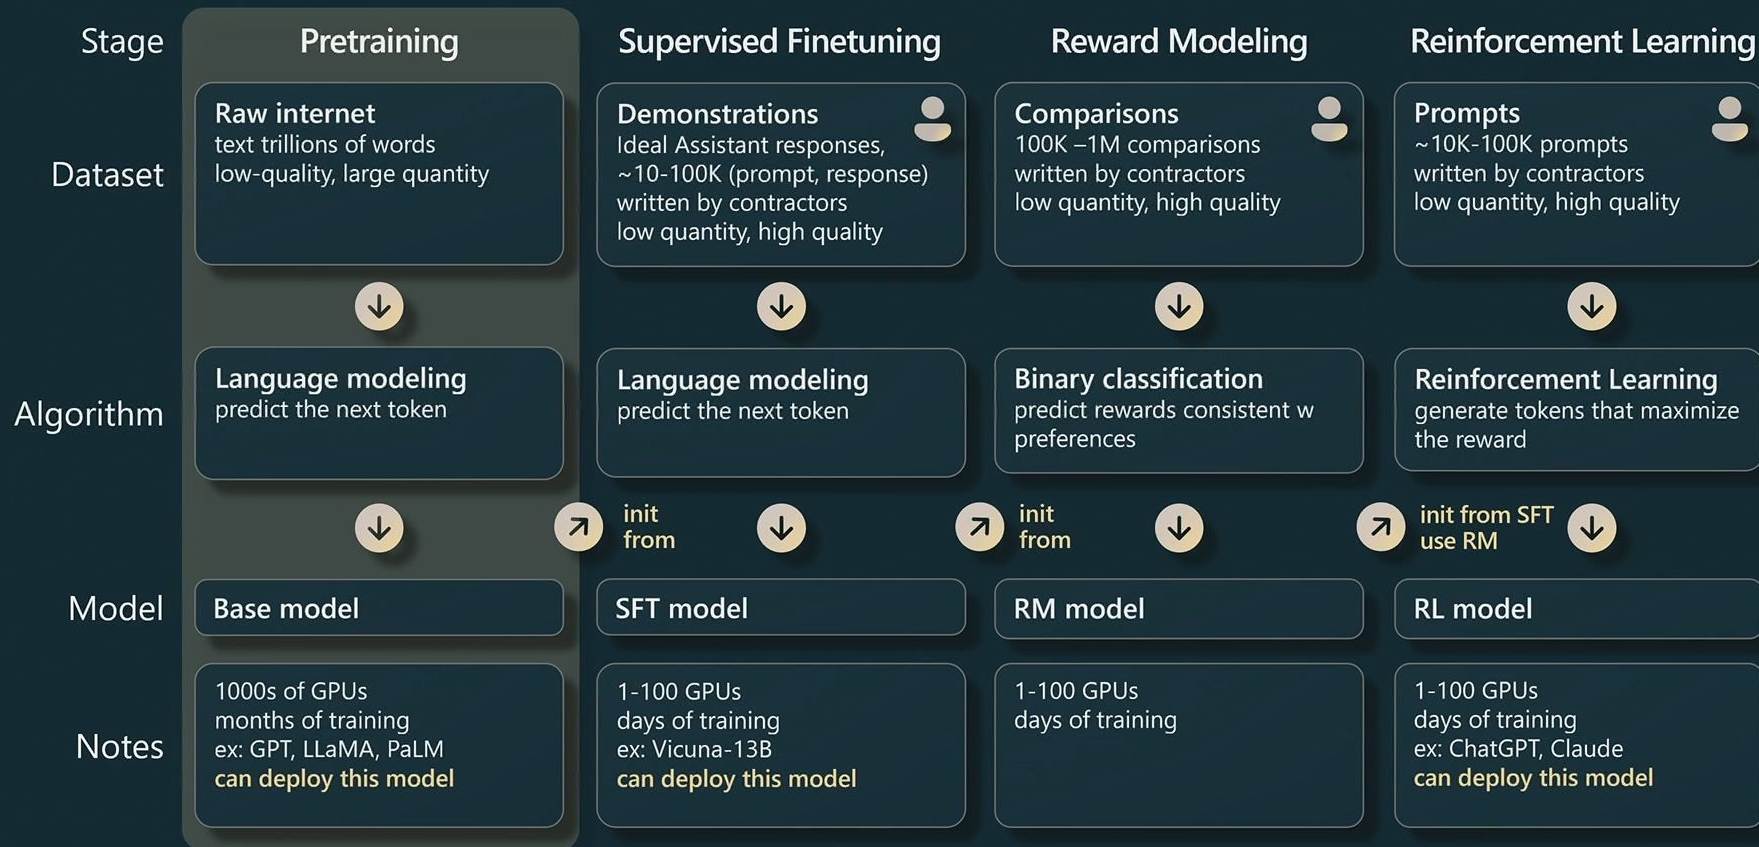 Stage
Pretraining
Supervised Finetuning
Reward Modeling
Reinforcement Learning
Dataset
Raw internet
text trillions of words
low-quality, large quantity
Demonstrations
Ideal Assistant responses,
~10-100K (prompt, response)
written by contractors
low quantity, high quality
Comparisons
100K –1M comparisons
written by contractors
low quantity, high quality
Prompts
~10K-100K prompts
written by contractors
low quantity, high quality
Algorithm
Language modeling
predict the next token
Language modeling
predict the next token
Binary classification
predict rewards consistent w
preferences
Reinforcement Learning
generate tokens that maximize
the reward
init
from
init
from
init from SFT
use RM
Model
Base model
SFT model
RM model
RL model
Notes
1000s of GPUs
months of training
ex: GPT, LLaMA, PaLM
can deploy this model
1-100 GPUs
days of training
ex: Vicuna-13B
can deploy this model
1-100 GPUs
days of training
1-100 GPUs
days of training
ex: ChatGPT, Claude
can deploy this model